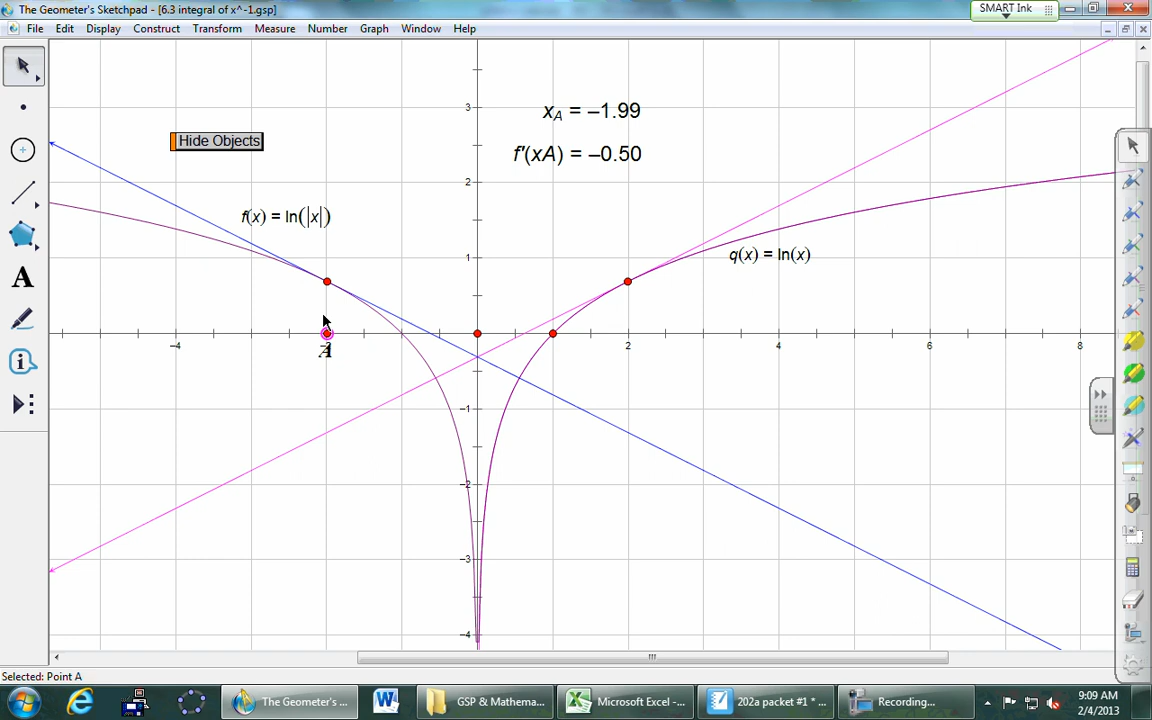 The Geometer's Sketchpad - [6.3 integral of x^-1.gsp]
SMART Ink
File Edit Display Construct Transform Measure Number Graph Window Help
3
x_A = –1.99
Hide Objects
f'(xA) = –0.50
2
f(x) = ln(|x|)
1
q(x) = ln(x)
A
–4
2
4
6
8
–1
–2
–3
–4
A
Selected: Point A
The Geometer's ...
GSP & Mathema...
Microsoft Excel -...
202a packet #1 * ...
Recording...
9:09 AM
2/4/2013